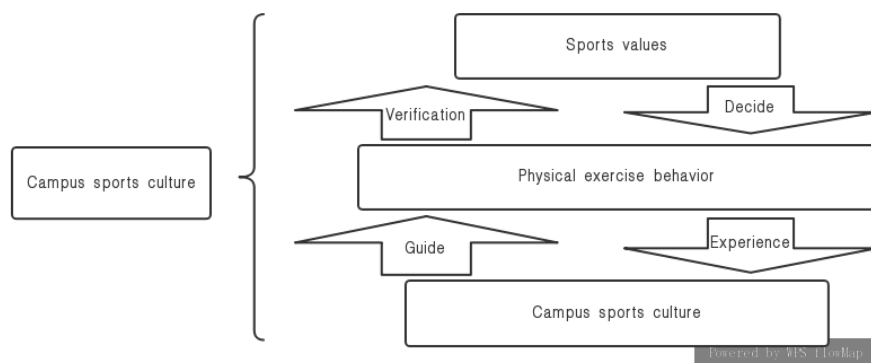 Sports values
Verification
Decide
Campus sports culture
Physical exercise behavior
Guide
Experience
Campus sports culture
Powered by WPS flowMap